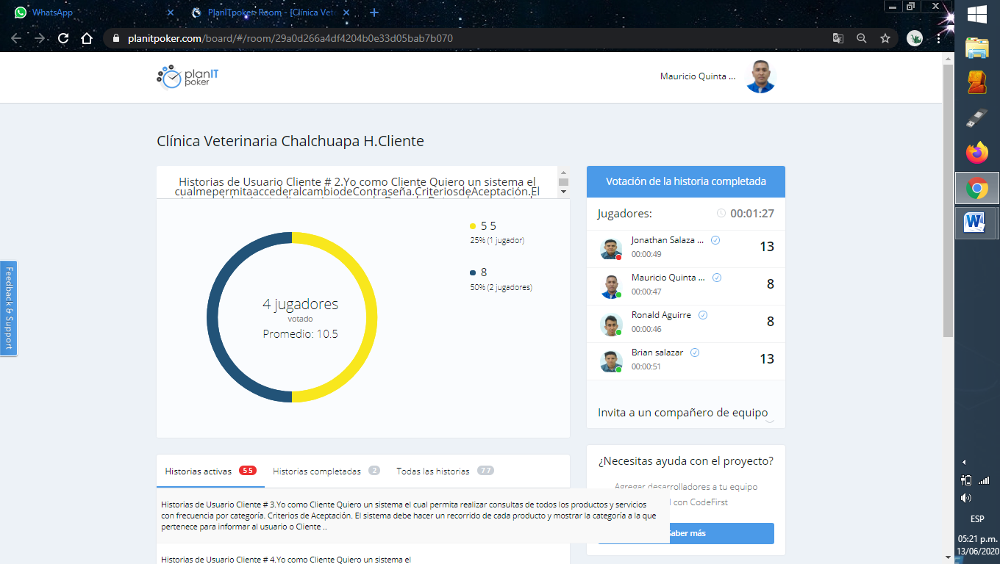 WhatsApp
PlanITpoker: Room - [Clínica Vete
planitpoker.com/board/#/room/29a0d266a4df4204b0e33d05bab7b070
planIT
poker
Mauricio Quinta ...
Clínica Veterinaria Chalchuapa H.Cliente
Historias de Usuario Cliente # 2.Yo como Cliente Quiero un sistema el
cualmepermitaaccederalcambiodeContraseña.CriteriosdeAceptación.El
4 jugadores
votado
Promedio: 10.5
5 5
25% (1 jugador)
8
50% (2 jugadores)
Votación de la historia completada
Jugadores:
00:01:27
Jonathan Salaza ...
00:00:49
13
Mauricio Quinta ...
00:00:47
8
Ronald Aguirre
00:00:46
8
Brian salazar
00:00:51
13
Invita a un compañero de equipo
Feedback & Support
Historias activas 5 5
Historias completadas 2
Todas las historias 7 7
Historias de Usuario Cliente # 3.Yo como Cliente Quiero un sistema el cual permita realizar consultas de todos los productos y servicios
con frecuencia por categoría. Criterios de Aceptación. El sistema debe hacer un recorrido de cada producto y mostrar la categoría a la que
pertenece para informar al usuario o Cliente ..
Historias de Usuario Cliente # 4.Yo como Cliente Quiero un sistema el
¿Necesitas ayuda con el proyecto?
Agregar desarrolladores a tu equipo
l con CodeFirst
Saber más
ESP
05:21 p.m.
13/06/2020